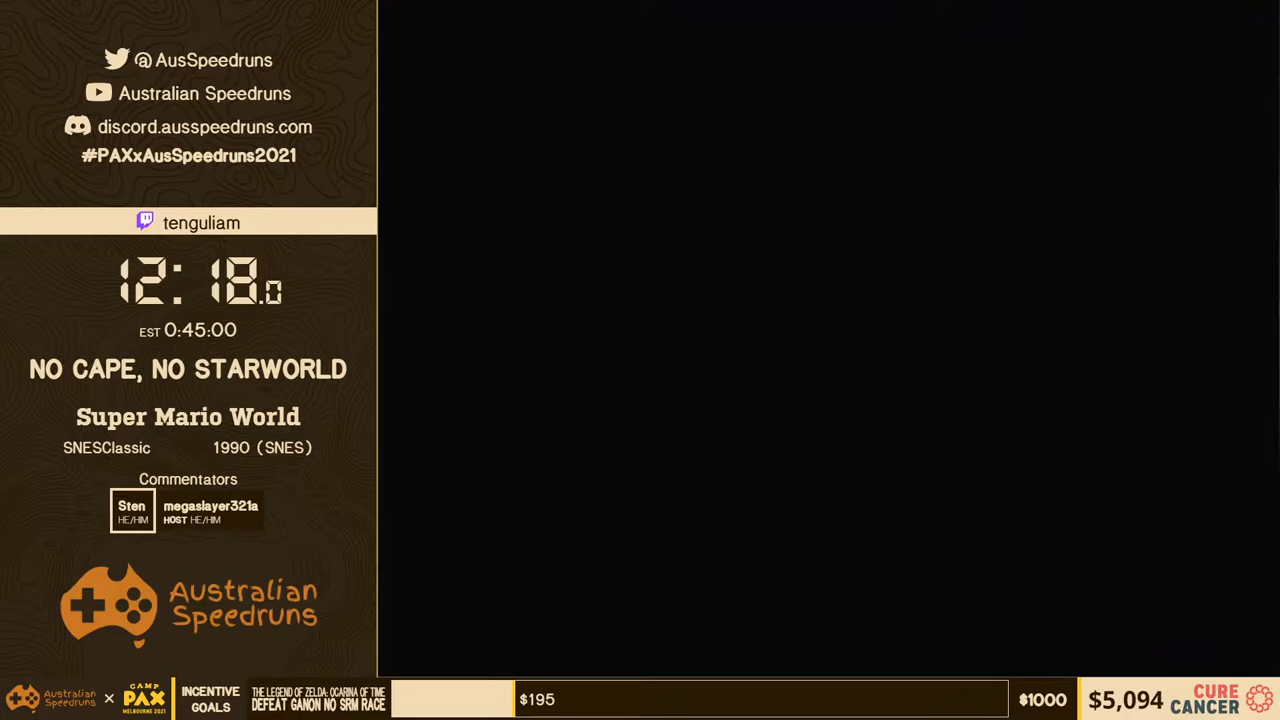 @AusSpeedruns
Australian Speedruns
discord.ausspeedruns.com
#PAXxAusSpeedruns2021
tenguliam
12:18.0
EST 0:45:00
NO CAPE, NO STARWORLD
Super Mario World
SNESClassic 1990 (SNES)
Commentators
Sten megaslayer321a
HE/HIM HOST HE/HIM
Australian
Speedruns
Australian
Speedruns
×
CAMP
PAX
MELBOURNE 2021
INCENTIVE
GOALS
THE LEGEND OF ZELDA: OCARINA OF TIME
DEFEAT GANON NO SRM RACE
$195
$1000
$5,094
CURE
CANCER